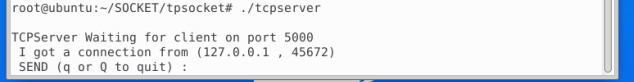 root@ubuntu:~/SOCKET/tpsocket# ./tcpserver
TCPServer Waiting for client on port 5000
I got a connection from (127.0.0.1 , 45672)
SEND (q or Q to quit) :